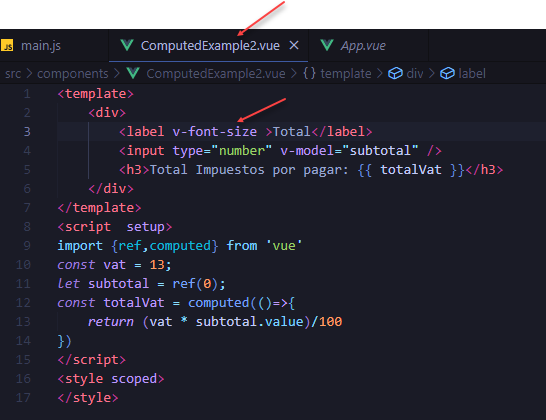 JS main.js ComputedExample2.vue × App.vue
src > components > ComputedExample2.vue > {} template > div > label
1 <template>
2 <div>
3 <label v-font-size >Total</label>
4 <input type="number" v-model="subtotal" />
5 <h3>Total Impuestos por pagar: {{ totalVat }}</h3>
6 </div>
7 </template>
8 <script  setup>
9 import {ref,computed} from 'vue'
10 const vat = 13;
11 let subtotal = ref(0);
12 const totalVat = computed(()=>{
13 return (vat * subtotal.value)/100
14 })
15 </script>
16 <style scoped>
17 </style>